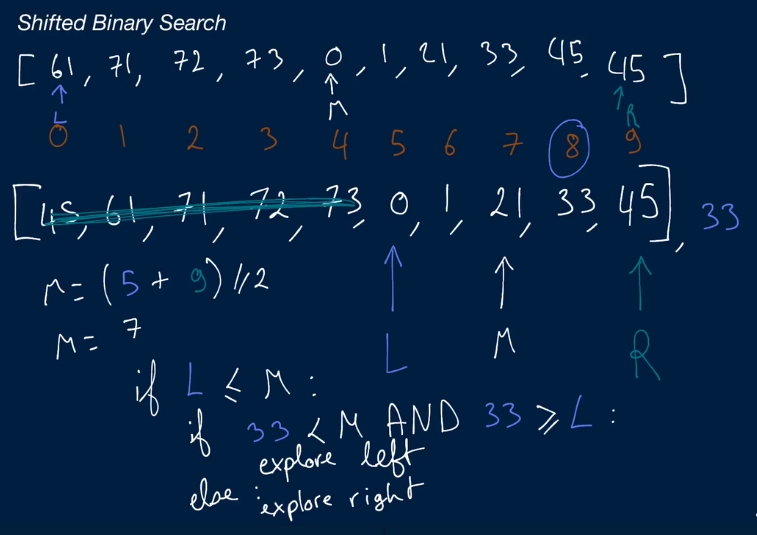 Shifted Binary Search
[ 61, 71, 72, 73, 0, 1, 21, 33, 45, 45 ]
L M R
0 1 2 3 4 5 6 7 8 9
[ 45, 61, 71, 72, 73, 0, 1, 21, 33, 45 ], 33
M = (5 + 9) // 2
M = 7
L M R
if L ≤ M :
if 33 < M AND 33 ≥ L :
explore left
else : explore right